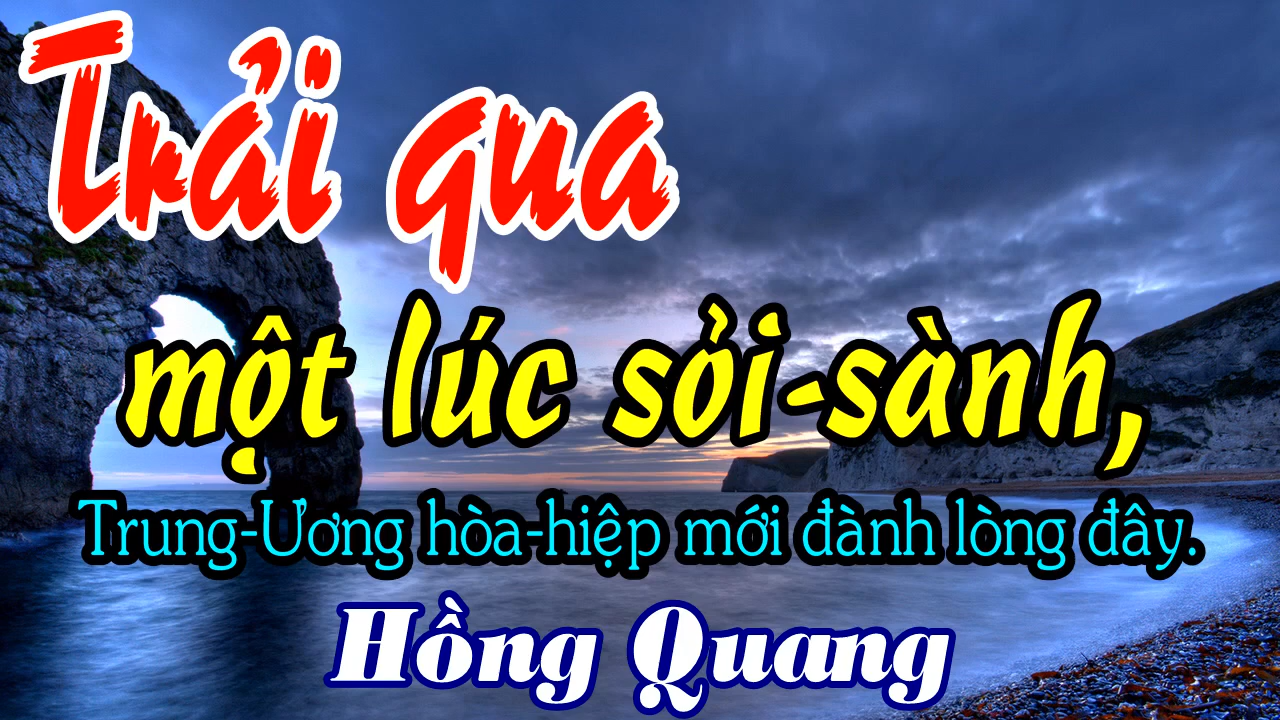 Trải qua
một lúc sỏi-sành,
Trung-Ương hòa-hiệp mới đành lòng đây.
Hồng Quang